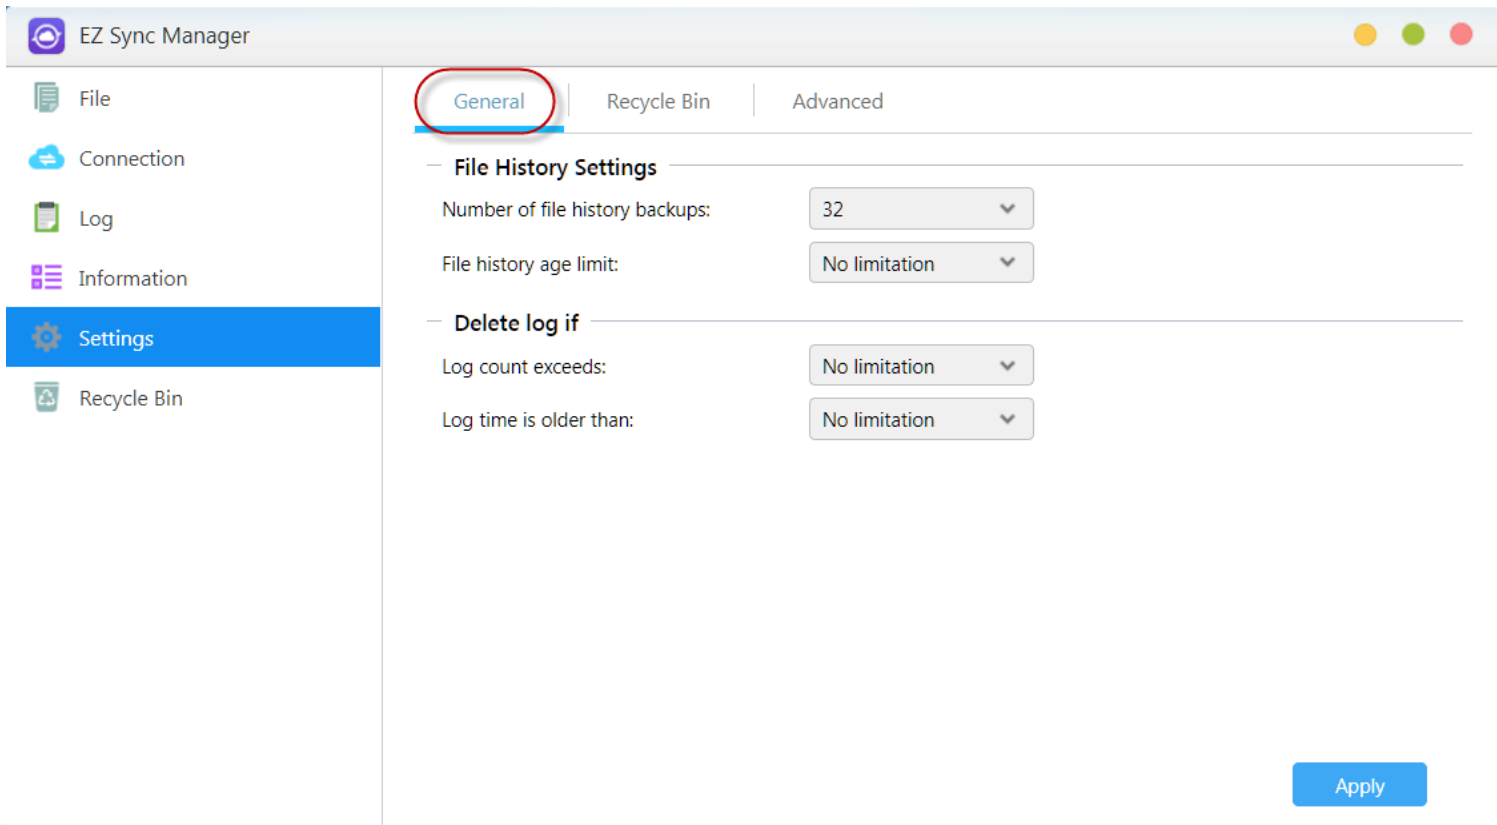 EZ Sync Manager
File
Connection
Log
Information
Settings
Recycle Bin
General
Recycle Bin
Advanced
File History Settings
Number of file history backups: 32
File history age limit: No limitation
Delete log if
Log count exceeds: No limitation
Log time is older than: No limitation
Apply